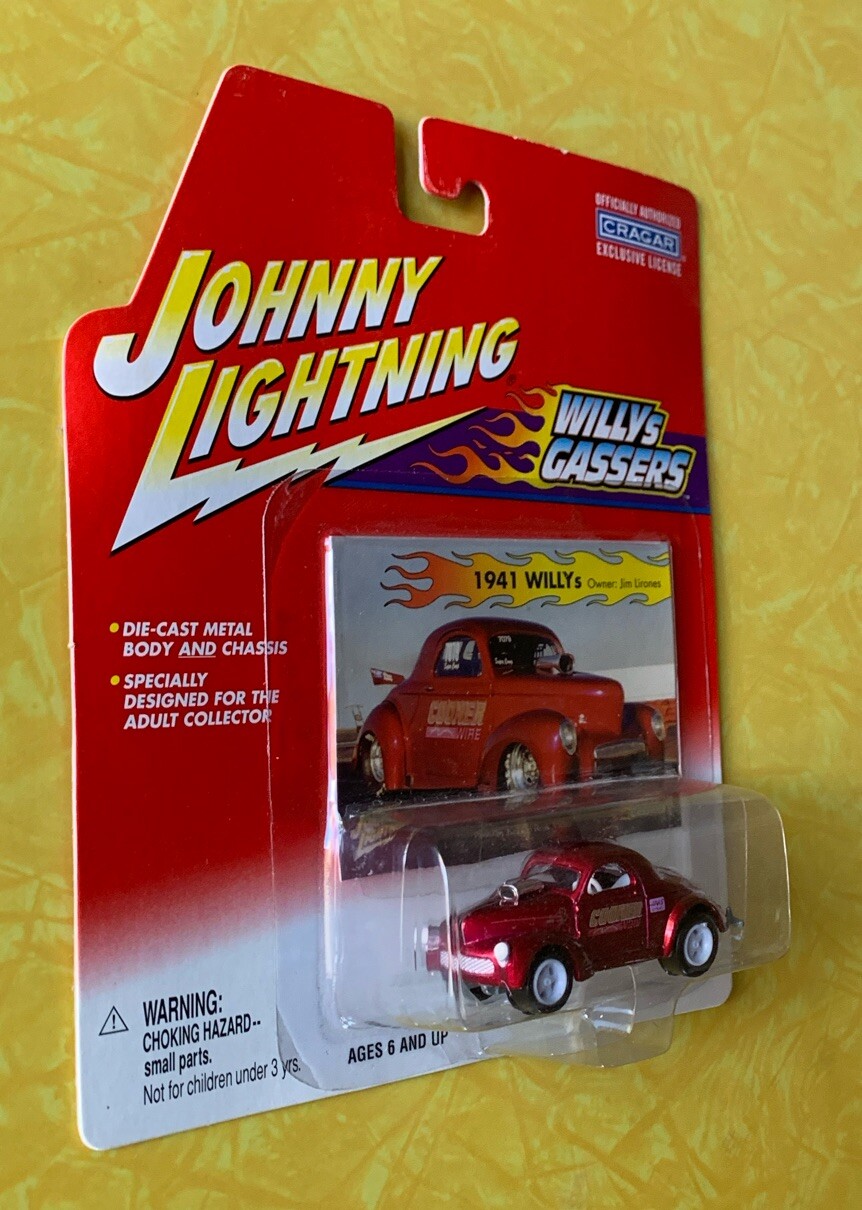 OFFICIALLY AUTHORIZED
CRAGAR
EXCLUSIVE LICENSE
JOHNNY
LIGHTNING
WILLYs
GASSERS
1941 WILLYs Owner: Jim Lirones
• DIE-CAST METAL
BODY AND CHASSIS
• SPECIALLY
DESIGNED FOR THE
ADULT COLLECTOR
WIRE
WARNING:
CHOKING HAZARD--
small parts.
Not for children under 3 yrs.
AGES 6 AND UP